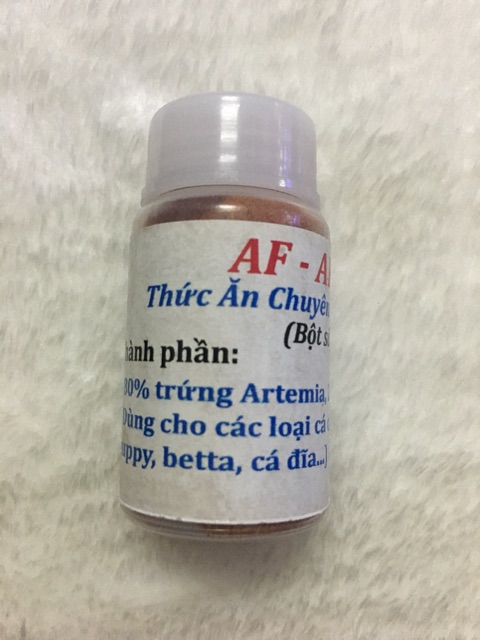 AF - A
Thức Ăn Chuyên
(Bột
hành phần:
80% trứng Artemia,
Dùng cho các loại cá
uppy, betta, cá đĩa...)